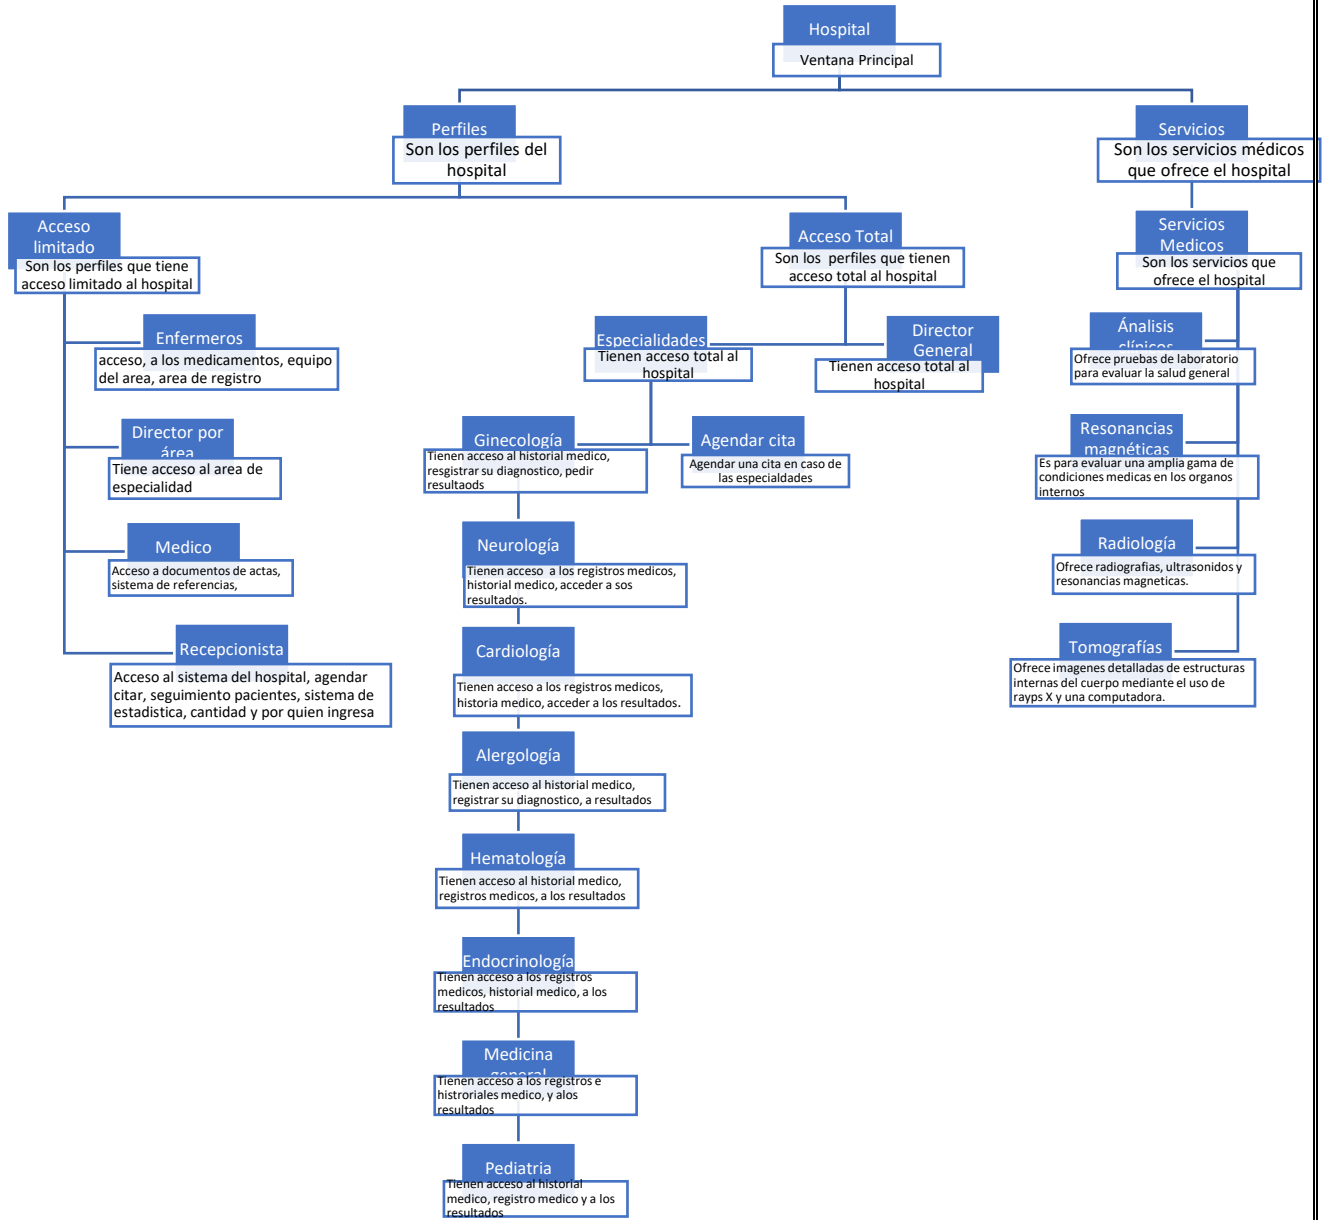 Hospital
Ventana Principal
Perfiles
Son los perfiles del
hospital
Servicios
Son los servicios médicos
que ofrece el hospital
Acceso
limitado
Son los perfiles que tiene
acceso limitado al hospital
Acceso Total
Son los perfiles que tienen
acceso total al hospital
Servicios
Medicos
Son los servicios que
ofrece el hospital
Enfermeros
acceso, a los medicamentos, equipo
del area, area de registro
Especialidades
Tienen acceso total al
hospital
Director
General
Tienen acceso total al
hospital
Ánalisis
clínicos
Ofrece pruebas de laboratorio
para evaluar la salud general
Director por
área
Tiene acceso al area de
especialidad
Ginecología
Tienen acceso al historial medico,
resgistrar su diagnostico, pedir
resultaods
Agendar cita
Agendar una cita en caso de
las especialdades
Resonancias
magnéticas
Es para evaluar una amplia gama de
condiciones medicas en los organos
internos
Medico
Acceso a documentos de actas,
sistema de referencias,
Neurología
Tienen acceso a los registros medicos,
historial medico, acceder a sos
resultados.
Radiología
Ofrece radiografias, ultrasonidos y
resonancias magneticas.
Recepcionista
Acceso al sistema del hospital, agendar
citar, seguimiento pacientes, sistema de
estadistica, cantidad y por quien ingresa
Cardiología
Tienen acceso a los registros medicos,
historia medico, acceder a los resultados.
Tomografías
Ofrece imagenes detalladas de estructuras
internas del cuerpo mediante el uso de
rayps X y una computadora.
Alergología
Tienen acceso al historial medico,
registrar su diagnostico, a resultados
Hematología
Tienen acceso al historial medico,
registros medicos, a los resultados
Endocrinología
Tienen acceso a los registros
medicos, historial medico, a los
resultados
Medicina
general
Tienen acceso a los registros e
histroriales medico, y alos
resultados
Pediatria
Tienen acceso al historial
medico, registro medico y a los
resultados